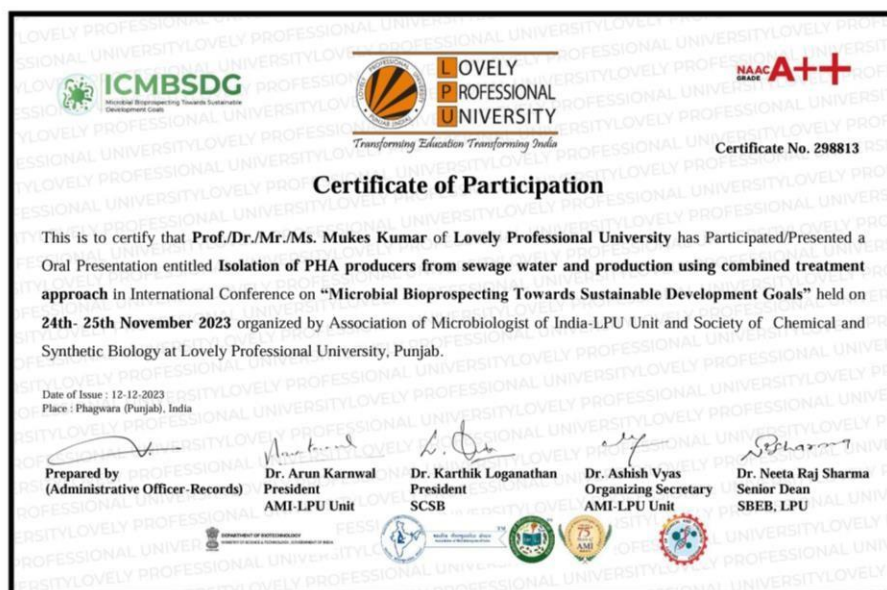 ICMBSDG
Microbial Bioprospecting Towards Sustainable
Development Goals
LOVELY
PROFESSIONAL
UNIVERSITY
Transforming Education Transforming India
NAAC
GRADE A++
Certificate No. 298813
Certificate of Participation
This is to certify that Prof./Dr./Mr./Ms. Mukes Kumar of Lovely Professional University has Participated/Presented a
Oral Presentation entitled Isolation of PHA producers from sewage water and production using combined treatment
approach in International Conference on “Microbial Bioprospecting Towards Sustainable Development Goals” held on
24th- 25th November 2023 organized by Association of Microbiologist of India-LPU Unit and Society of Chemical and
Synthetic Biology at Lovely Professional University, Punjab.
Date of Issue : 12-12-2023
Place : Phagwara (Punjab), India
Prepared by
(Administrative Officer-Records)
Dr. Arun Karnwal
President
AMI-LPU Unit
Dr. Karthik Loganathan
President
SCSB
Dr. Ashish Vyas
Organizing Secretary
AMI-LPU Unit
Dr. Neeta Raj Sharma
Senior Dean
SBEB, LPU
DEPARTMENT OF BIOTECHNOLOGY
MINISTRY OF SCIENCE & TECHNOLOGY, GOVERNMENT OF INDIA